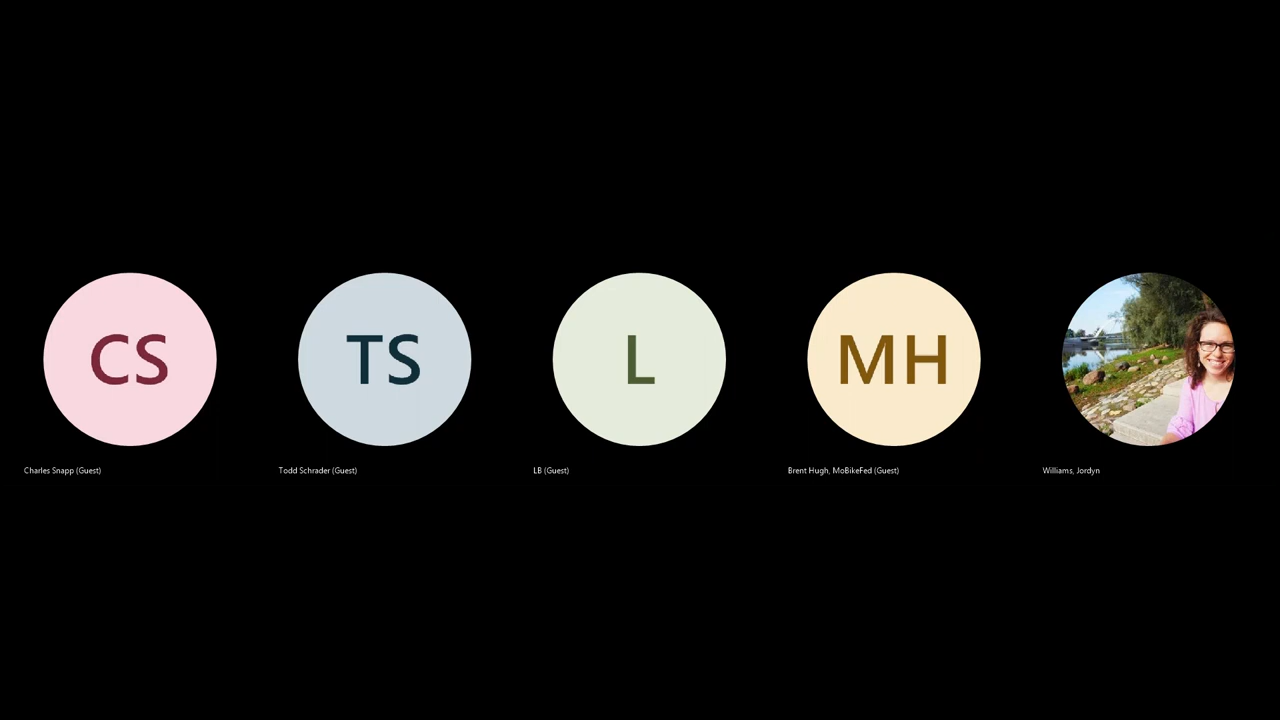 CS
TS
L
MH
Charles Snapp (Guest)
Todd Schrader (Guest)
LB (Guest)
Brent Hugh, MoBikeFed (Guest)
Williams, Jordyn